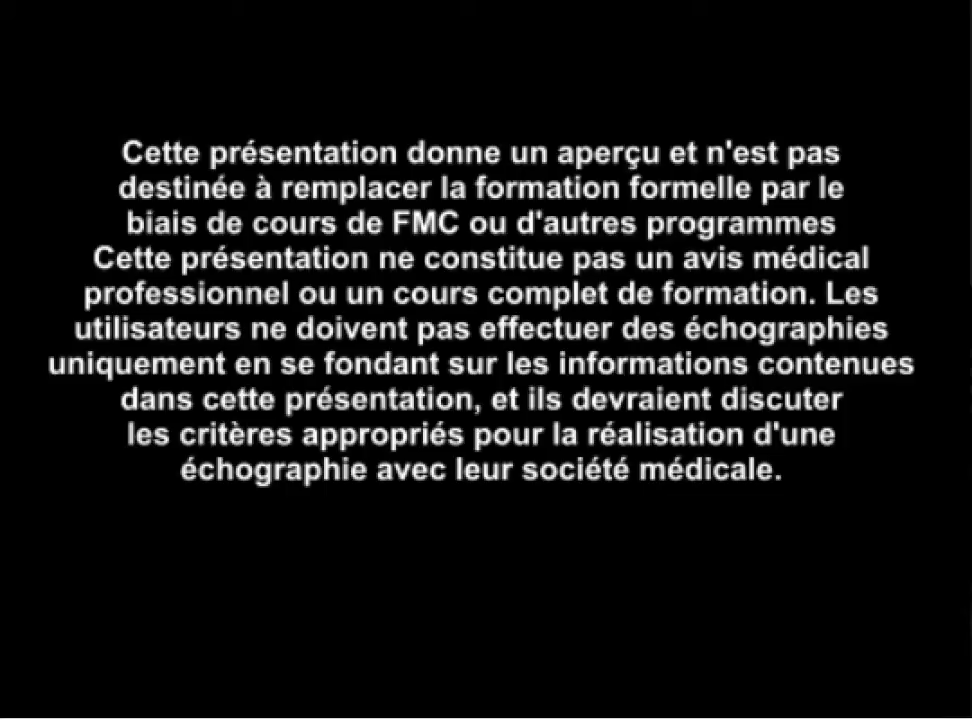 Cette présentation donne un aperçu et n'est pas
destinée à remplacer la formation formelle par le
biais de cours de FMC ou d'autres programmes
Cette présentation ne constitue pas un avis médical
professionnel ou un cours complet de formation. Les
utilisateurs ne doivent pas effectuer des échographies
uniquement en se fondant sur les informations contenues
dans cette présentation, et ils devraient discuter
les critères appropriés pour la réalisation d'une
échographie avec leur société médicale.